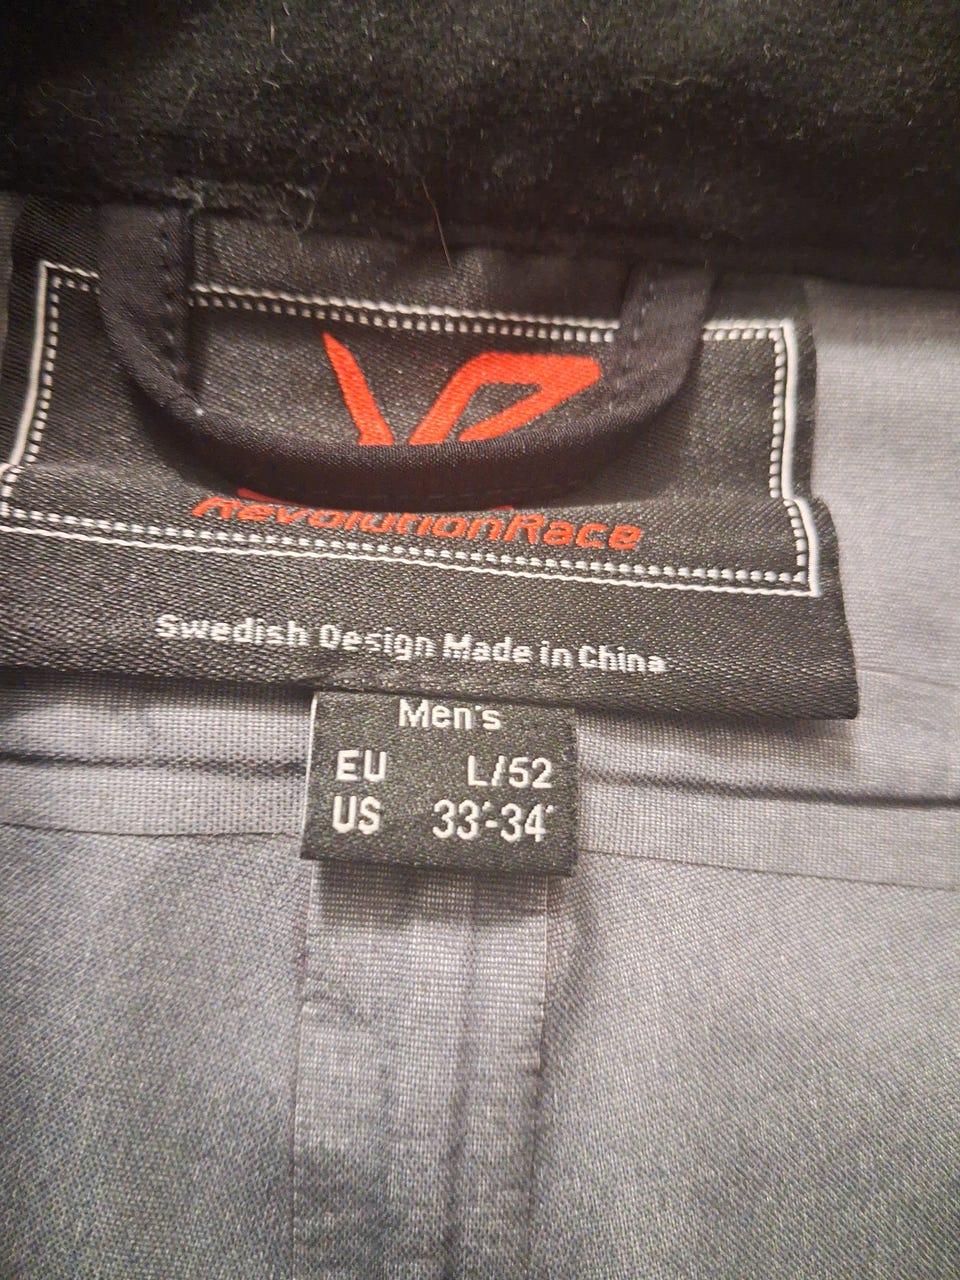 RevolutionRace
Swedish Design Made in China
Men's
EU L/52
US 33"-34"